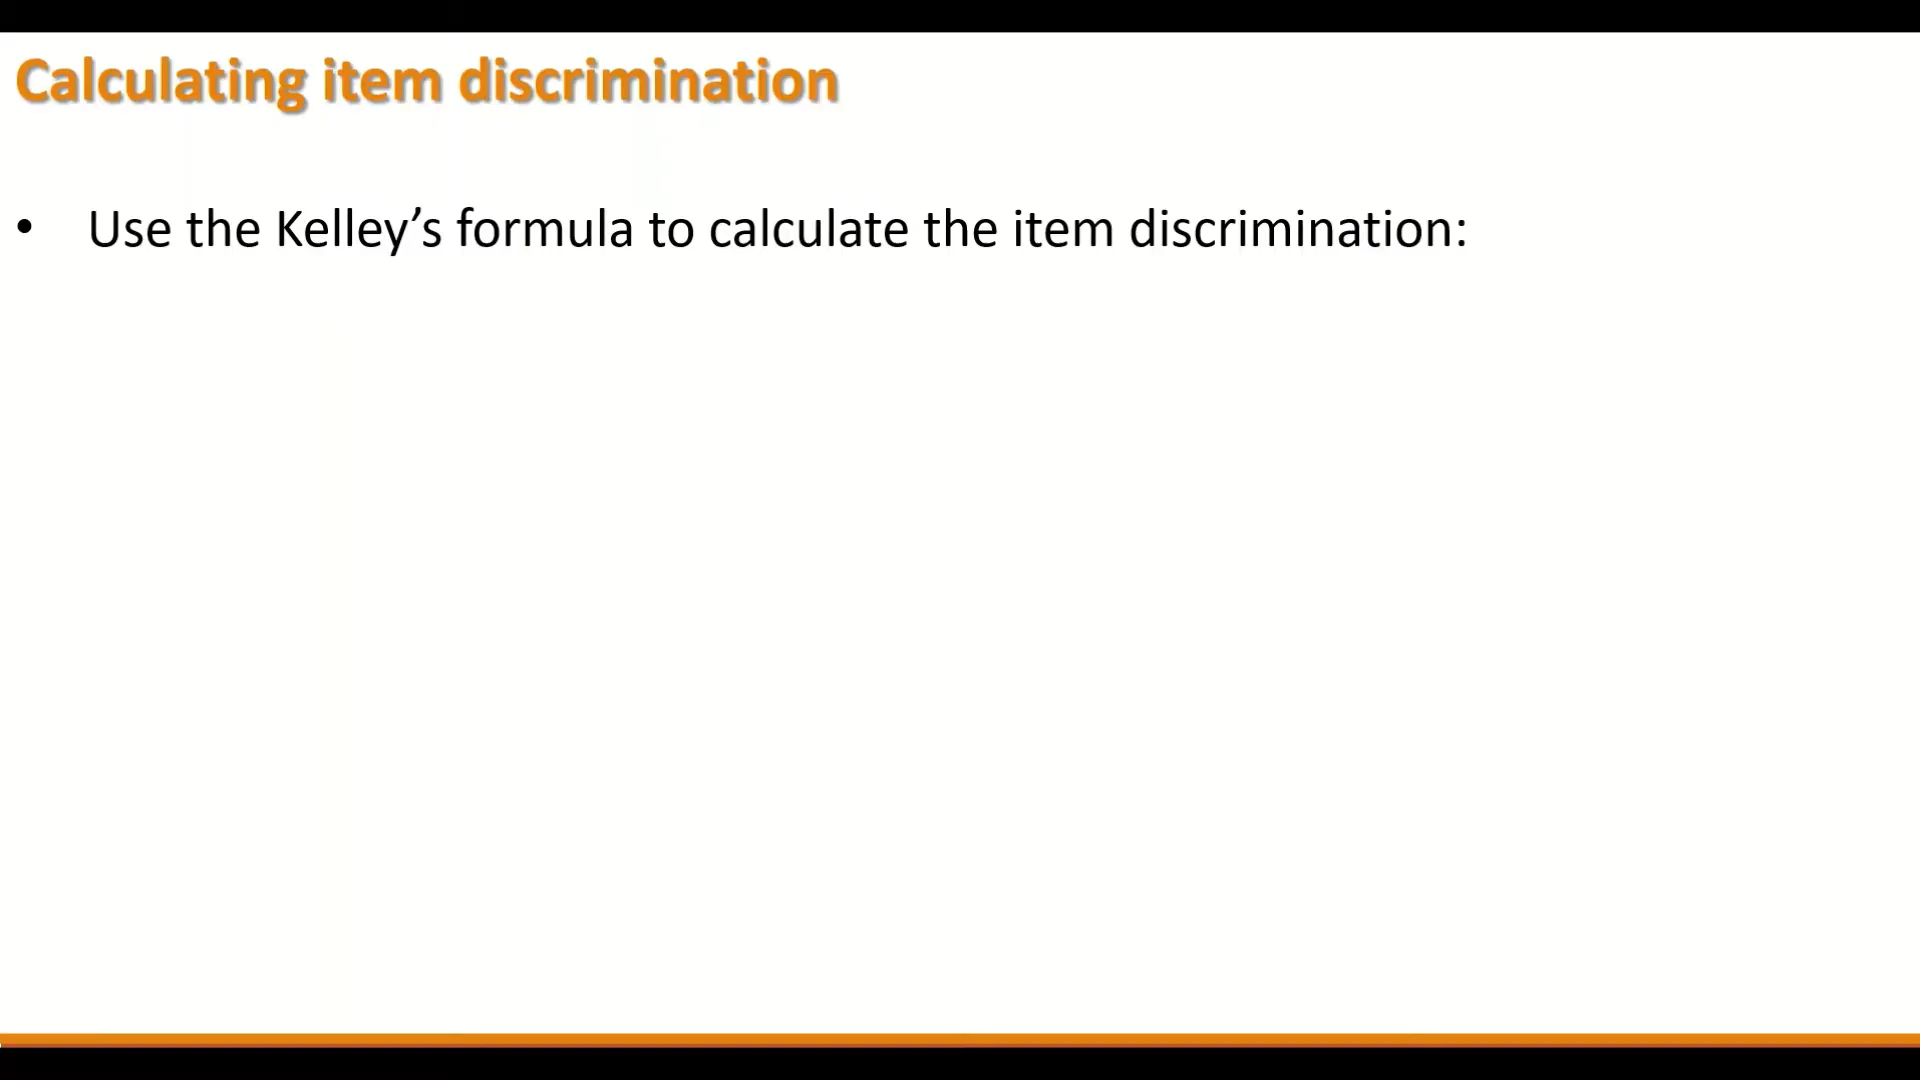 Calculating item discrimination
• Use the Kelley’s formula to calculate the item discrimination: